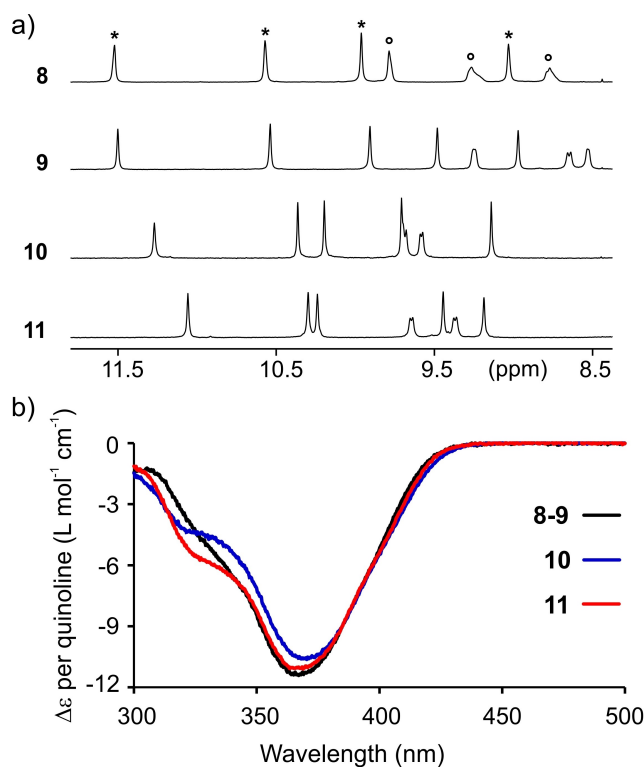 a)
* * * ° ° °
8
9
10
11
11.5 10.5 9.5 (ppm) 8.5
b)
Δε per quinoline (L mol⁻¹ cm⁻¹)
0
-3
-6
-9
-12
8-9
10
11
300 350 400 450 500
Wavelength (nm)